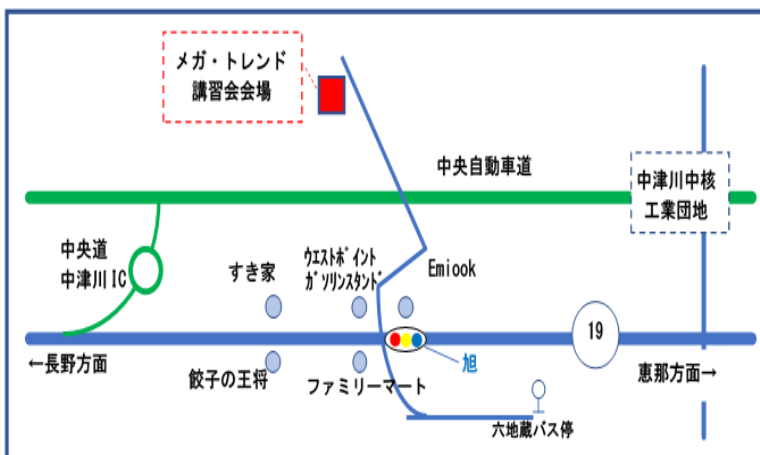 メガ・トレンド
講習会会場
中央自動車道
中津川中核
工業団地
中央道
中津川IC
すき家
ウエストポイント
ガソリンスタンド
Emiook
19
←長野方面
餃子の王将
ファミリーマート
旭
恵那方面→
六地蔵バス停